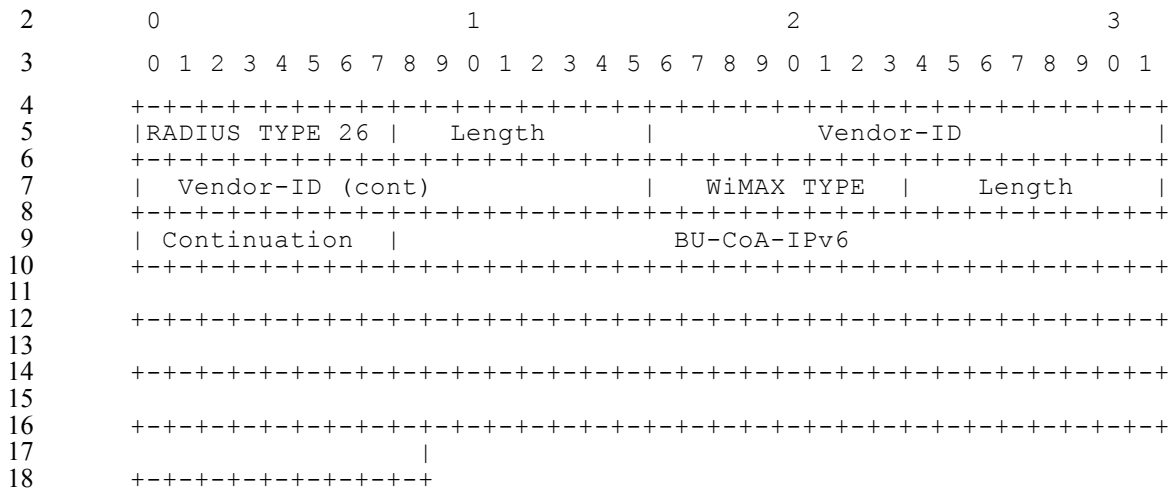 2 0 1 2 3
3 0 1 2 3 4 5 6 7 8 9 0 1 2 3 4 5 6 7 8 9 0 1 2 3 4 5 6 7 8 9 0 1
4 +-+-+-+-+-+-+-+-+-+-+-+-+-+-+-+-+-+-+-+-+-+-+-+-+-+-+-+-+-+-+-+-+
5 |RADIUS TYPE 26 | Length | Vendor-ID |
6 +-+-+-+-+-+-+-+-+-+-+-+-+-+-+-+-+-+-+-+-+-+-+-+-+-+-+-+-+-+-+-+-+
7 | Vendor-ID (cont) | WiMAX TYPE | Length |
8 +-+-+-+-+-+-+-+-+-+-+-+-+-+-+-+-+-+-+-+-+-+-+-+-+-+-+-+-+-+-+-+-+
9 | Continuation | BU-CoA-IPv6
10 +-+-+-+-+-+-+-+-+-+-+-+-+-+-+-+-+-+-+-+-+-+-+-+-+-+-+-+-+-+-+-+-+
11
12 +-+-+-+-+-+-+-+-+-+-+-+-+-+-+-+-+-+-+-+-+-+-+-+-+-+-+-+-+-+-+-+-+
13
14 +-+-+-+-+-+-+-+-+-+-+-+-+-+-+-+-+-+-+-+-+-+-+-+-+-+-+-+-+-+-+-+-+
15
16 +-+-+-+-+-+-+-+-+-+-+-+-+-+-+-+-+-+-+-+-+-+-+-+-+-+-+-+-+-+-+-+-+
17 |
18 +-+-+-+-+-+-+-+-+-+